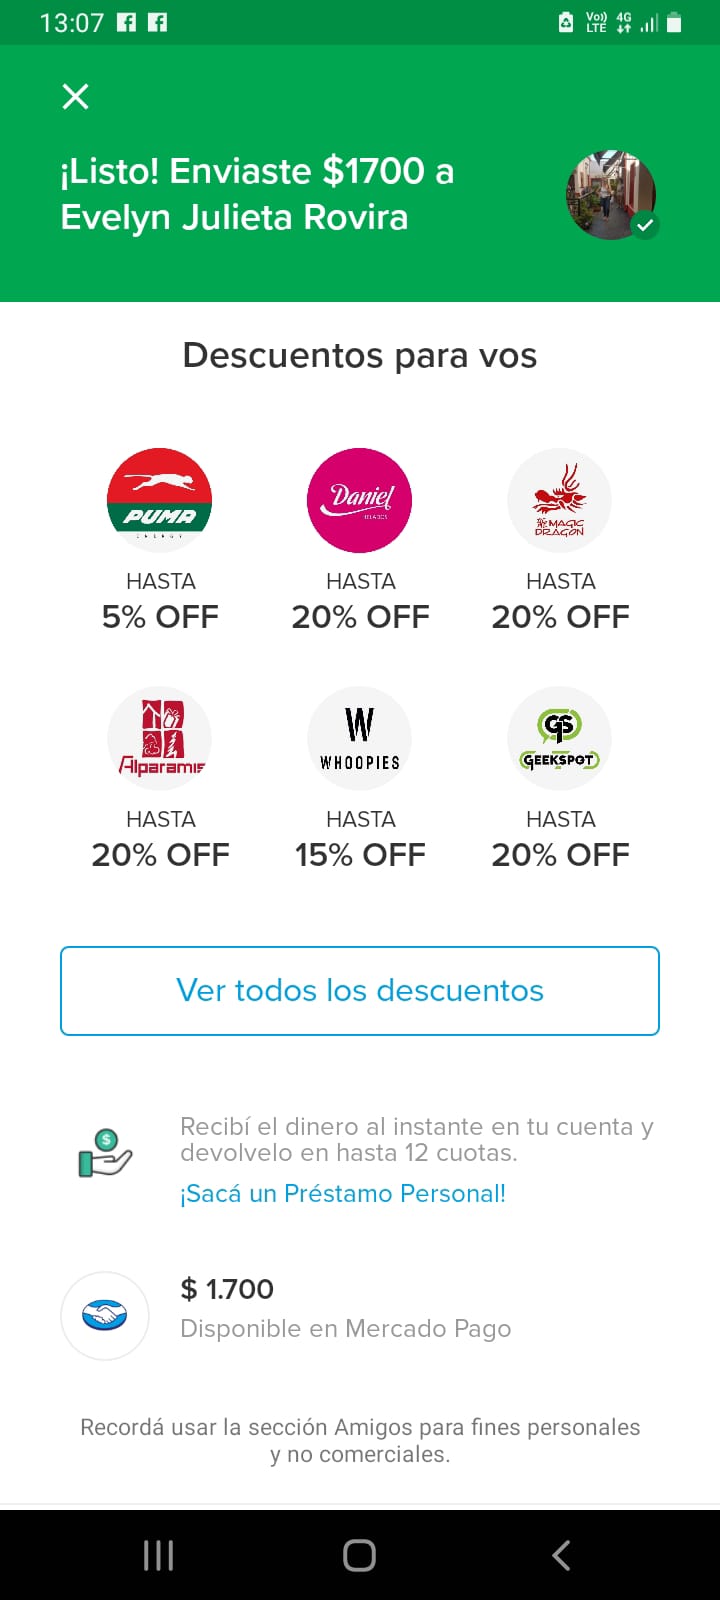 13:07
Vo)) 4G
LTE
¡Listo! Enviaste $1700 a
Evelyn Julieta Rovira
Descuentos para vos
PUMA
ENERGY
Daniel
HELADOS
MAGIC
DRAGON
HASTA HASTA HASTA
5% OFF 20% OFF 20% OFF
Alparamis
W
WHOOPIES
GS
GEEKSPOT
HASTA HASTA HASTA
20% OFF 15% OFF 20% OFF
Ver todos los descuentos
Recibí el dinero al instante en tu cuenta y
devolvelo en hasta 12 cuotas.
¡Sacá un Préstamo Personal!
$ 1.700
Disponible en Mercado Pago
Recordá usar la sección Amigos para fines personales
y no comerciales.